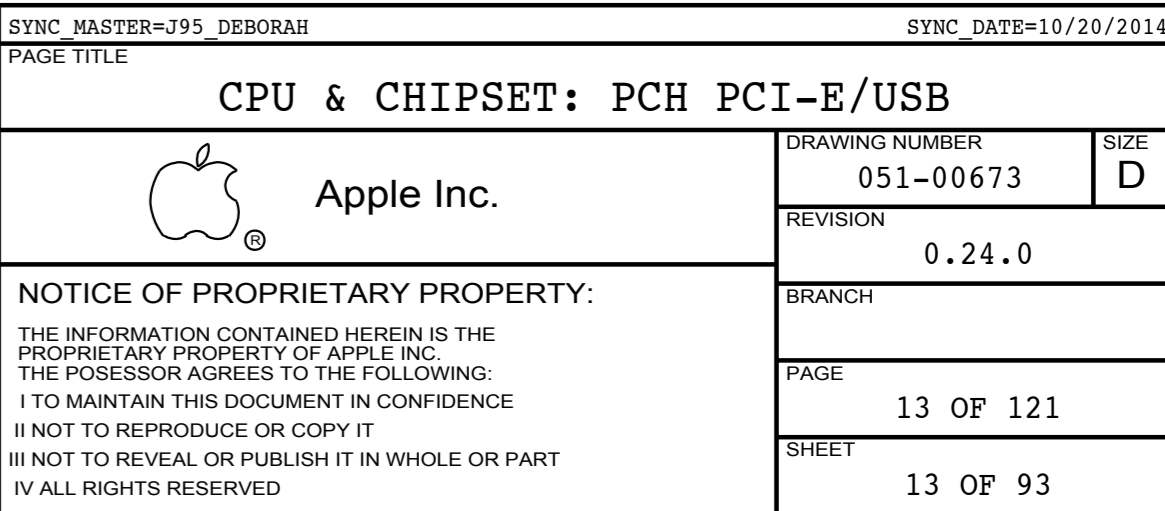 SYNC_MASTER=J95_DEBORAH
SYNC_DATE=10/20/2014
PAGE TITLE
CPU & CHIPSET: PCH PCI-E/USB
Apple Inc.
®
DRAWING NUMBER
051-00673
SIZE
D
REVISION
0.24.0
NOTICE OF PROPRIETARY PROPERTY:
THE INFORMATION CONTAINED HEREIN IS THE
PROPRIETARY PROPERTY OF APPLE INC.
THE POSESSOR AGREES TO THE FOLLOWING:
I TO MAINTAIN THIS DOCUMENT IN CONFIDENCE
II NOT TO REPRODUCE OR COPY IT
III NOT TO REVEAL OR PUBLISH IT IN WHOLE OR PART
IV ALL RIGHTS RESERVED
BRANCH
PAGE
13 OF 121
SHEET
13 OF 93